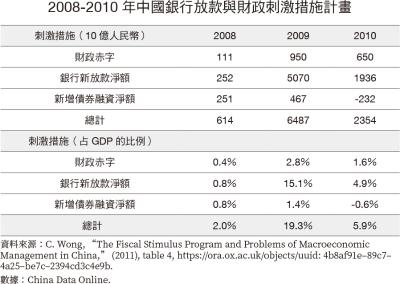 2008-2010 年中國銀行放款與財政刺激措施計畫
刺激措施（10 億人民幣） 2008 2009 2010
財政赤字 111 950 650
銀行新放款淨額 252 5070 1936
新增債券融資淨額 251 467 -232
總計 614 6487 2354
刺激措施（占 GDP 的比例）
財政赤字 0.4% 2.8% 1.6%
銀行新放款淨額 0.8% 15.1% 4.9%
新增債券融資淨額 0.8% 1.4% -0.6%
總計 2.0% 19.3% 5.9%
資料來源：C. Wong, “The Fiscal Stimulus Program and Problems of Macroeconomic
Management in China,” (2011), table 4, https://ora.ox.ac.uk/objects/uuid: 4b8af91e–89c7–
4a25–be7c–2394cd3c4e9b.
數據：China Data Online.